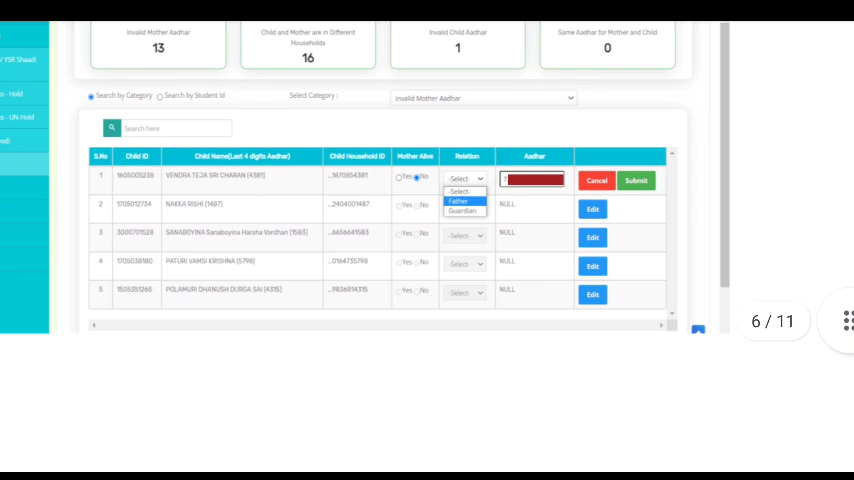 Invalid Mother Aadhar
13
Child and Mother are in Different
Households
16
Invalid Child Aadhar
1
Same Aadhar for Mother and Child
0
/ YSR Shaadi
s - Hold
s - UN-Hold
Search by Category Search by Student Id Select Category : Invalid Mother Aadhar
Search here
S.No Child ID Child Name(Last 4 digits Aadhar) Child Household ID Mother Alive Relation Aadhar
1 1605005238 VENDRA TEJA SRI CHARAN (4381) ...1870854381 Yes No -Select- 7 Cancel Submit
-Select-
Father
Guardian
2 1705012734 NAKKA RISHI (1487) ...2404001487 Yes No NULL Edit
3 3000701528 SANABOYINA Sanaboyina Harsha Vardhan (1583) ...6656641583 Yes No -Select- NULL Edit
4 1705038180 PATURI VAMSI KRISHNA (5798) ...0164735798 Yes No -Select- NULL Edit
5 1505351265 POLAMURI DHANUSH DURGA SAI (4315) ...9836814315 Yes No -Select- NULL Edit
6 / 11